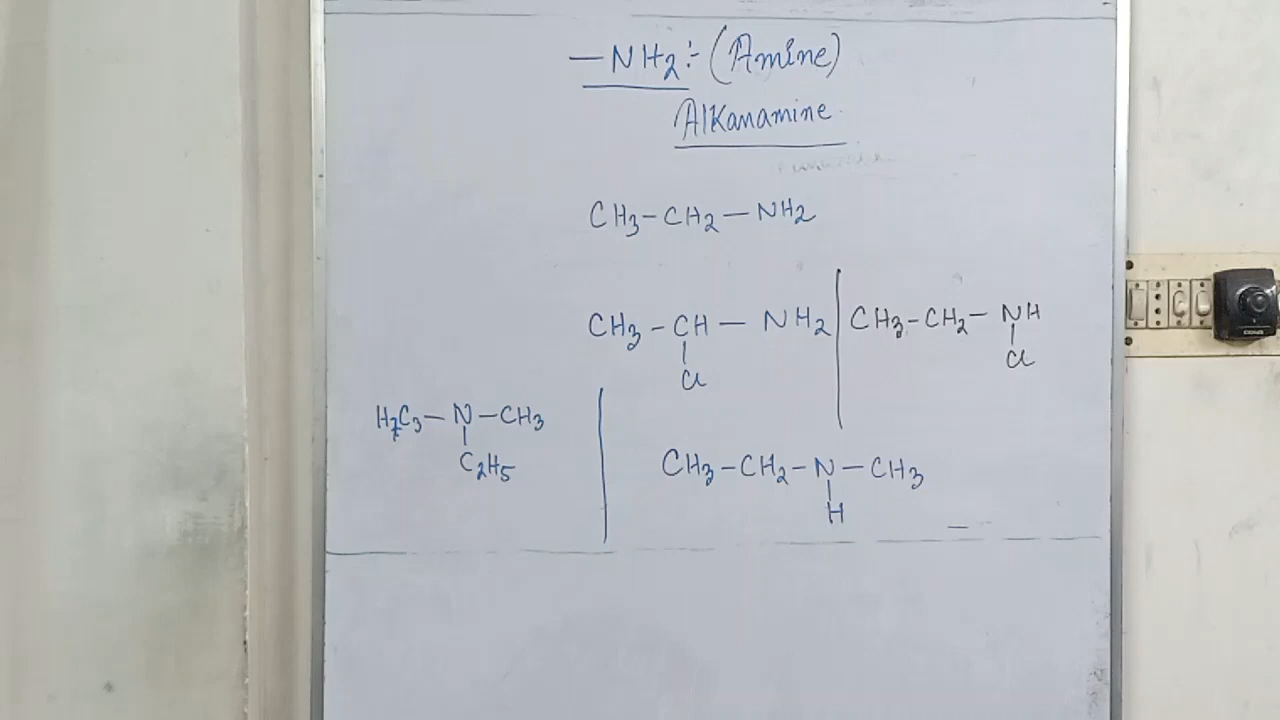 —NH2:- (Amine)
Alkanamine
CH3-CH2-NH2
CH3-CH-NH2 | CH3-CH2-NH
Cl Cl
H7C3-N-CH3
C2H5
CH3-CH2-N-CH3
H